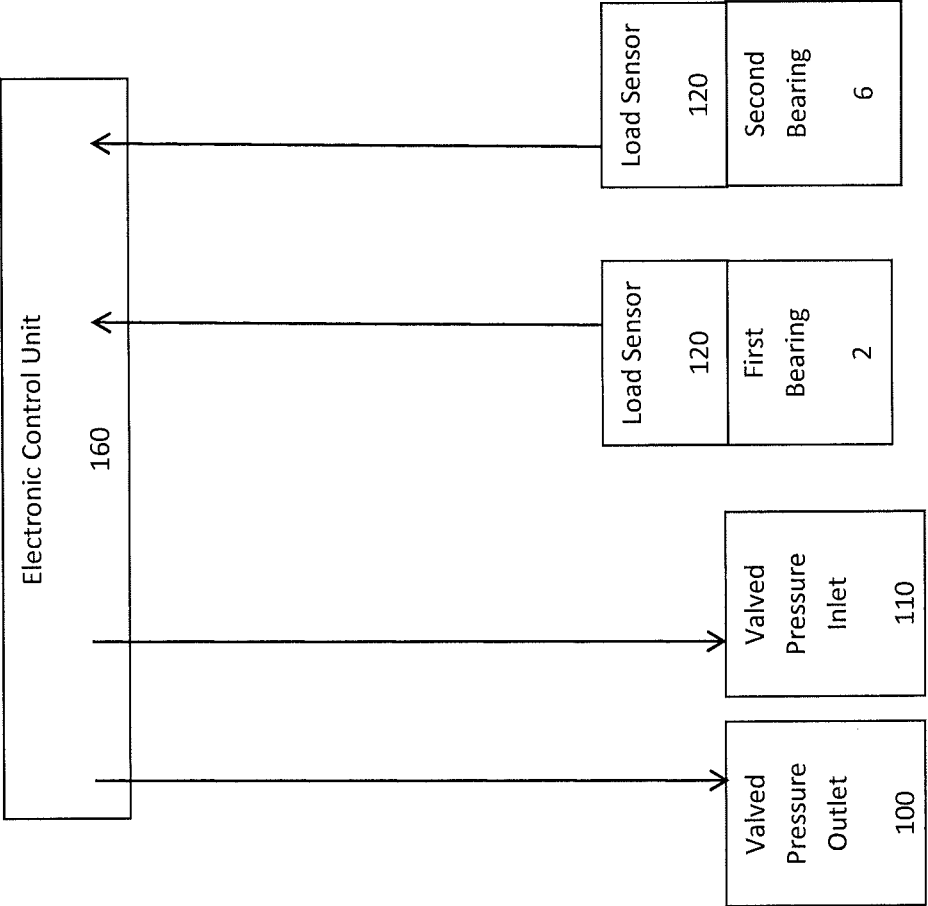 Electronic Control Unit
160
Valved
Pressure
Outlet
100
Valved
Pressure
Inlet
110
Load Sensor
120
First
Bearing
2
Load Sensor
120
Second
Bearing
6